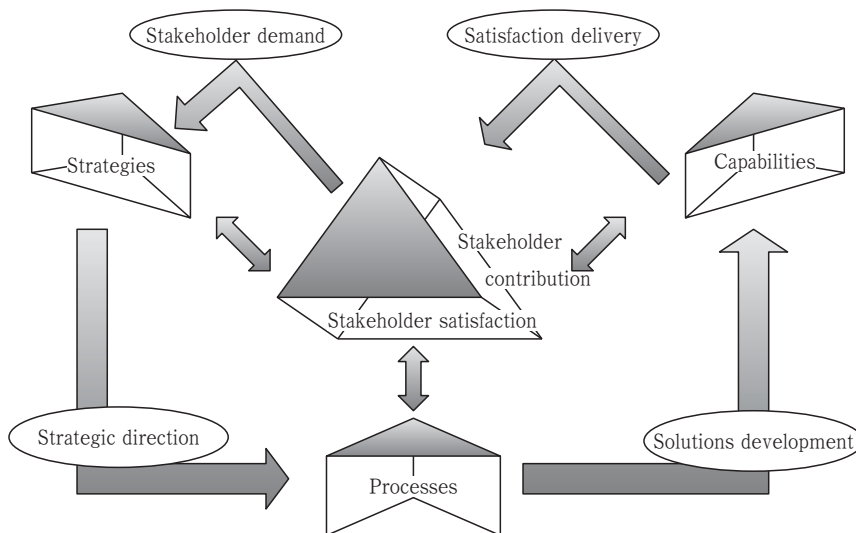 Stakeholder demand
Satisfaction delivery
Strategies
Capabilities
Stakeholder
contribution
Stakeholder satisfaction
Strategic direction
Solutions development
Processes